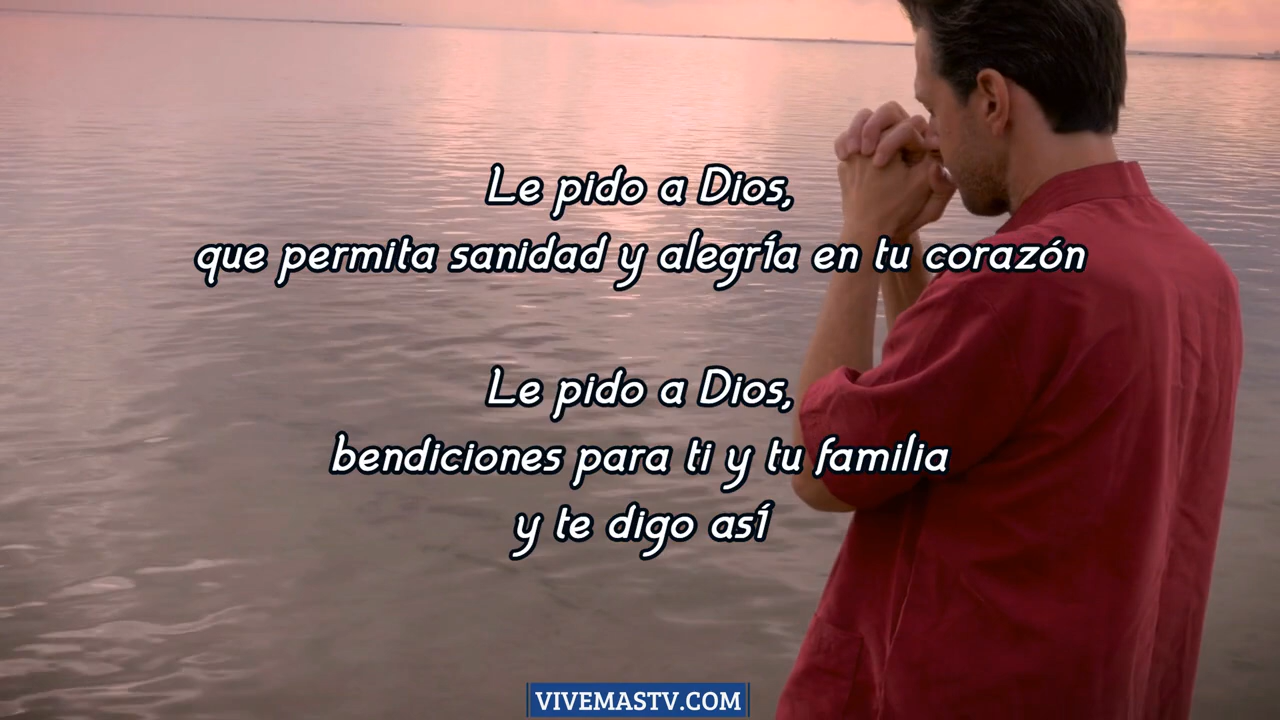 Le pido a Dios,
que permita sanidad y alegría en tu corazón
Le pido a Dios,
bendiciones para ti y tu familia
y te digo así
VIVEMASTV.COM